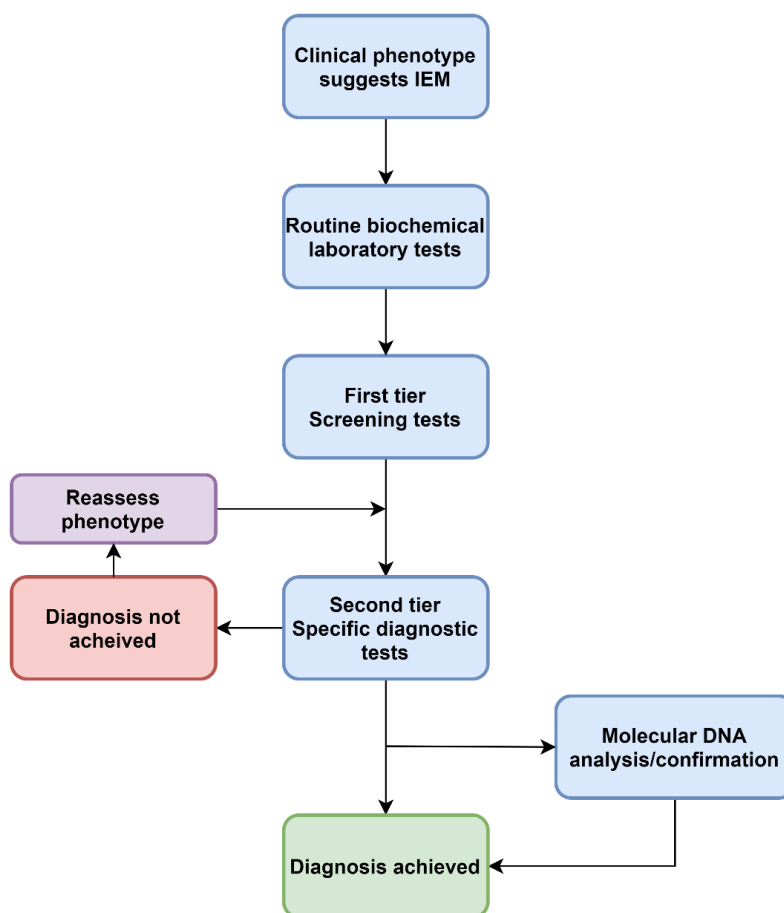 Clinical phenotype
suggests IEM
Routine biochemical
laboratory tests
First tier
Screening tests
Reassess
phenotype
Diagnosis not
acheived
Second tier
Specific diagnostic
tests
Molecular DNA
analysis/confirmation
Diagnosis achieved